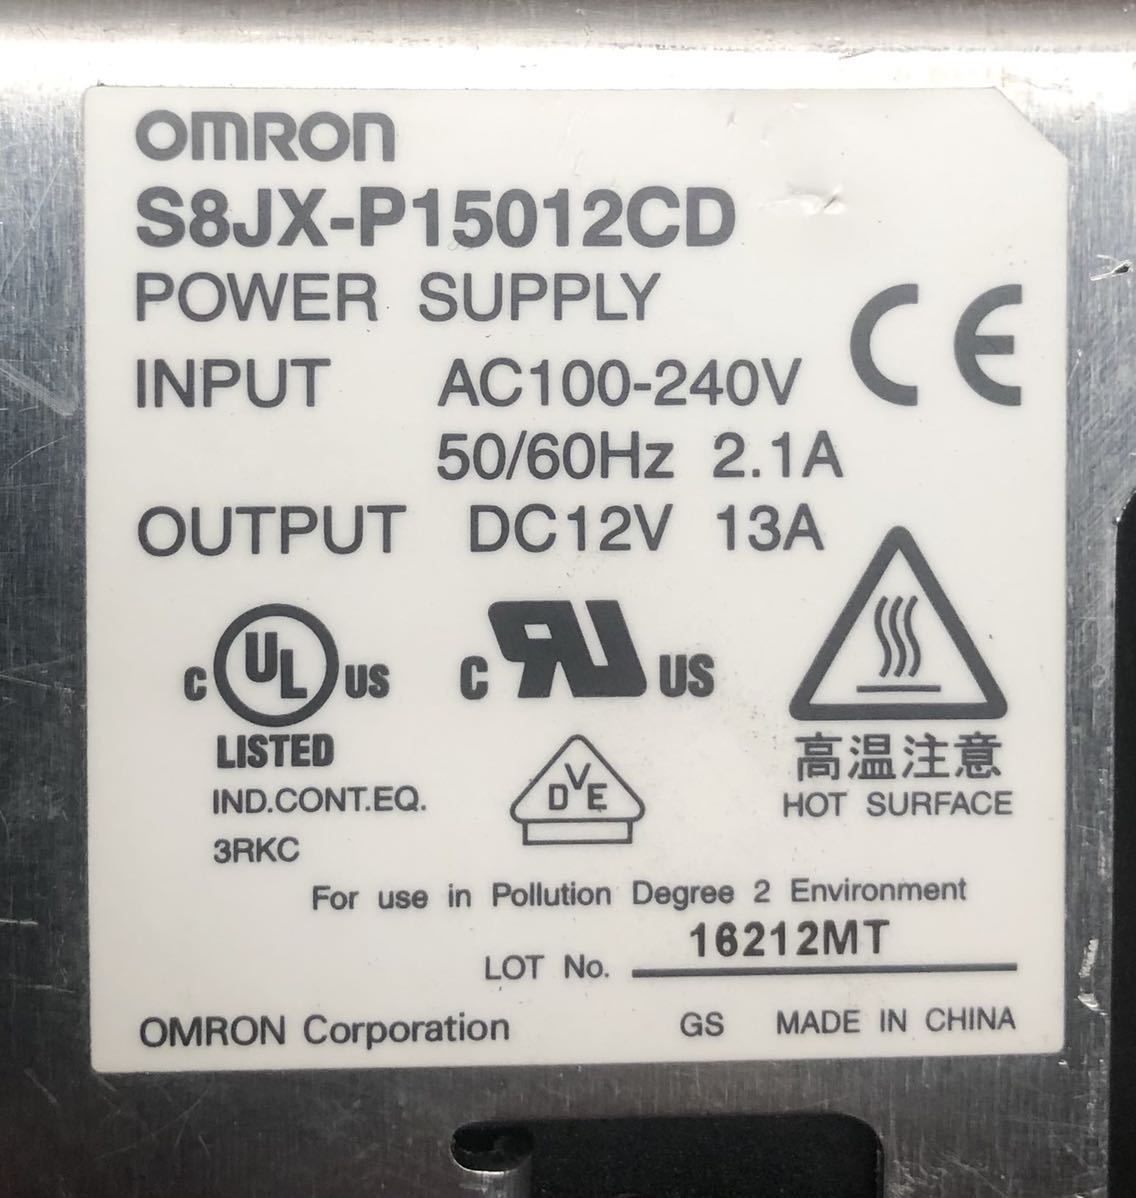 OMRON
S8JX-P15012CD
POWER SUPPLY
CE
INPUT AC100-240V
50/60Hz 2.1A
OUTPUT DC12V 13A
C UL US
LISTED
IND.CONT.EQ.
3RKC
C RU US
DVE
高温注意
HOT SURFACE
For use in Pollution Degree 2 Environment
LOT No. 16212MT
OMRON Corporation GS MADE IN CHINA